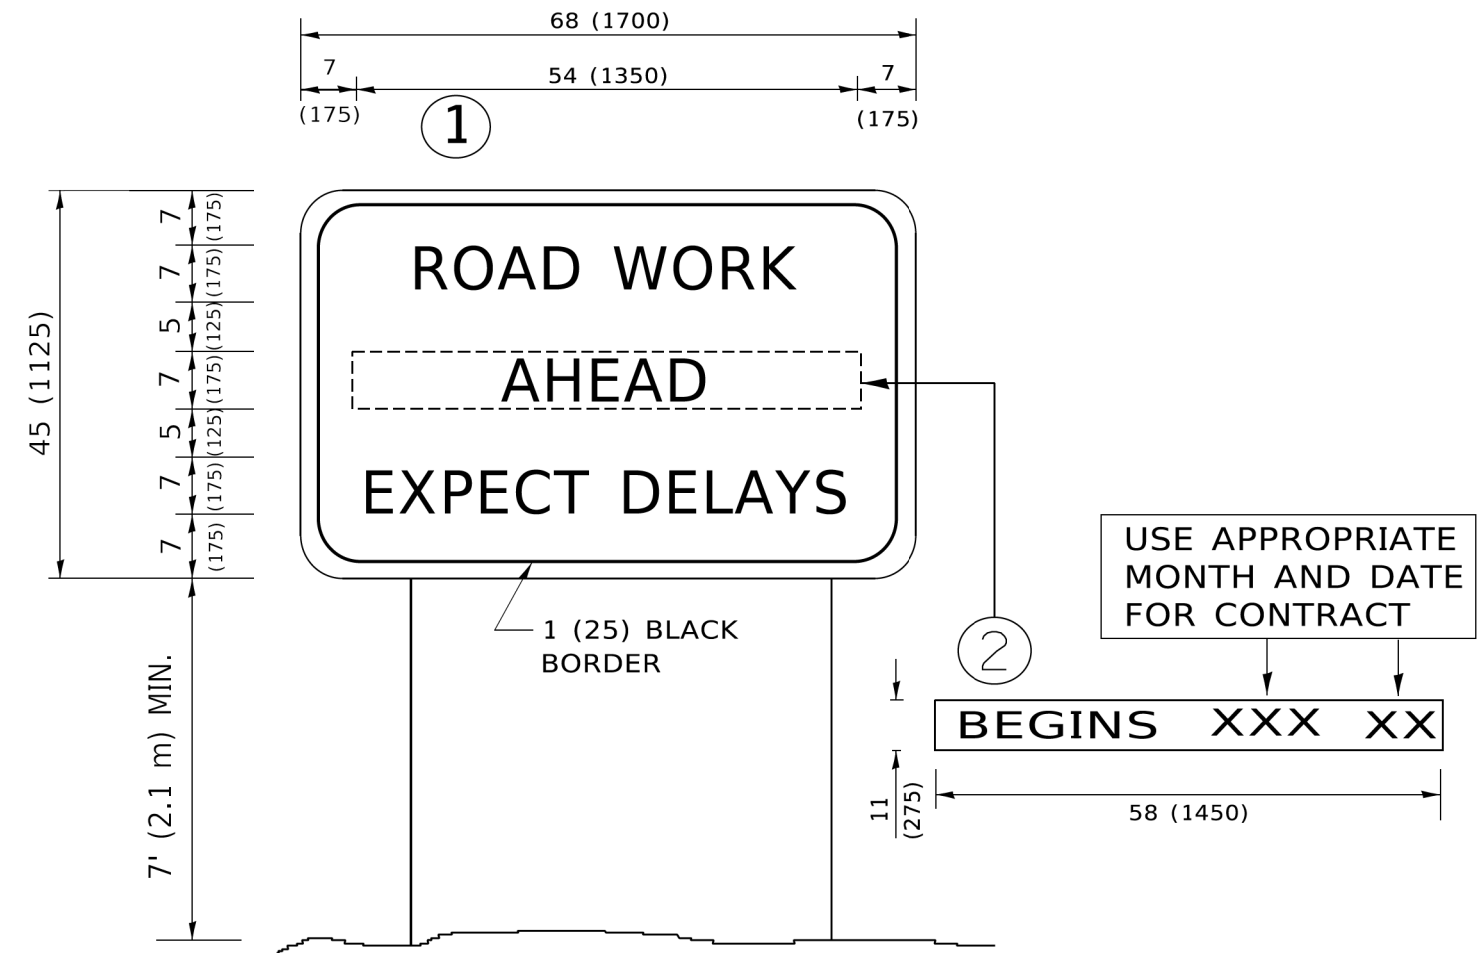 68 (1700)
7
54 (1350)
7
(175)
(175)
1
7
(175)
7
(175)
5
(125)
7
(175)
5
(125)
7
(175)
7
(175)
45 (1125)
ROAD WORK
AHEAD
EXPECT DELAYS
1 (25) BLACK
BORDER
7' (2.1 m) MIN.
USE APPROPRIATE
MONTH AND DATE
FOR CONTRACT
2
BEGINS XXX XX
11
(275)
58 (1450)